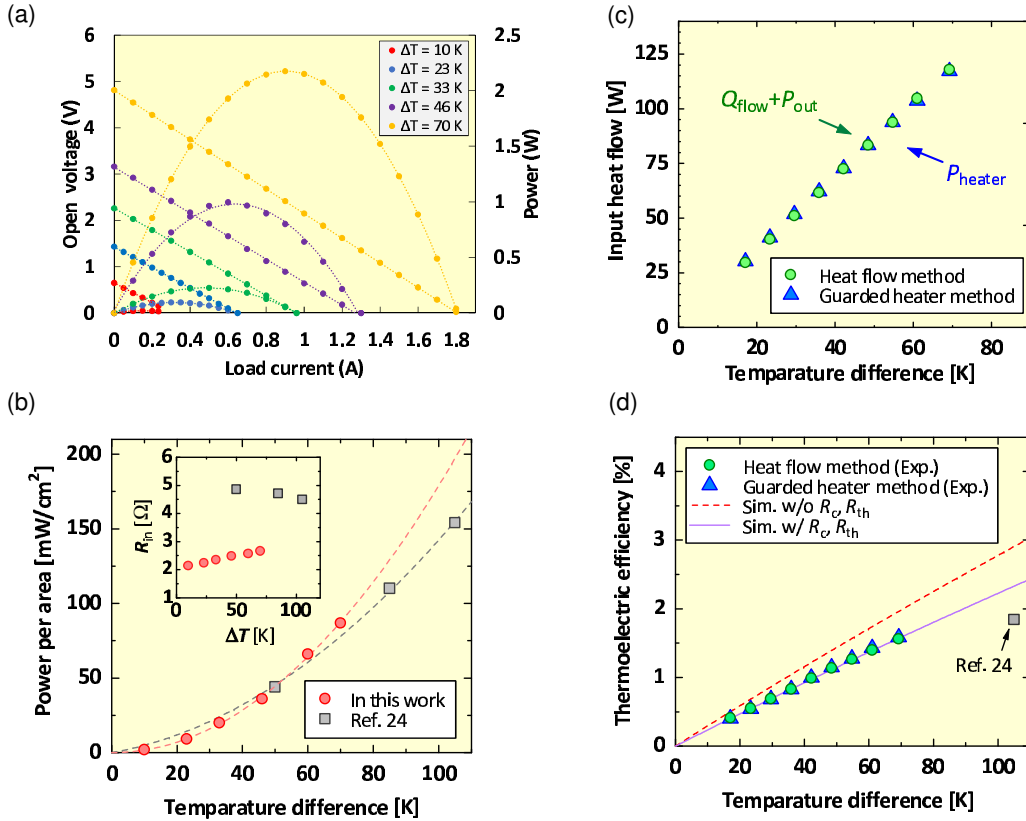 (a)
6
5
4
3
2
1
0
Open voltage (V)
2.5
2
1.5
1
0.5
0
Power (W)
ΔT = 10 K
ΔT = 23 K
ΔT = 33 K
ΔT = 46 K
ΔT = 70 K
0 0.2 0.4 0.6 0.8 1.0 1.2 1.4 1.6 1.8
Load current (A)
(c)
125
100
75
50
25
0
Input heat flow [W]
Qflow+Pout
Pheater
Heat flow method
Guarded heater method
0 20 40 60 80
Temparature difference [K]
(b)
200
150
100
50
0
Power per area [mW/cm²]
6
5
4
3
2
1
Rin [Ω]
0 50 100
ΔT [K]
In this work
Ref. 24
0 20 40 60 80 100
Temparature difference [K]
(d)
4
3
2
1
0
Thermoelectric efficiency [%]
Heat flow method (Exp.)
Guarded heater method (Exp.)
Sim. w/o Rc, Rth
Sim. w/ Rc, Rth
Ref. 24
0 20 40 60 80 100
Temparature difference [K]